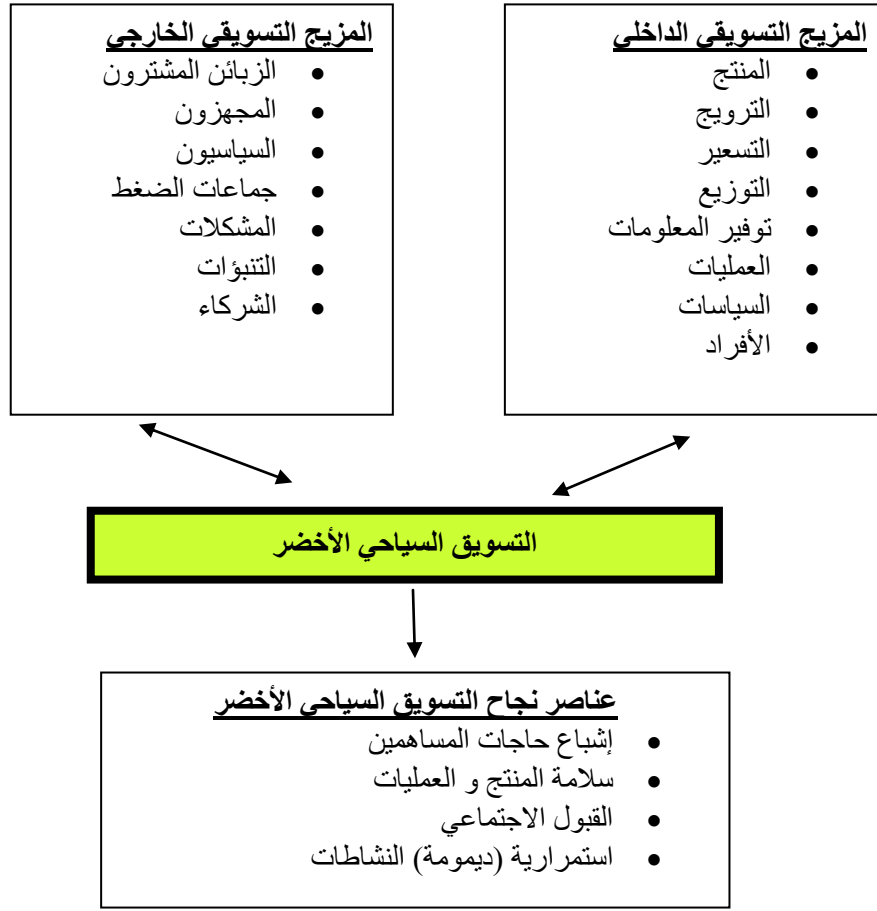 المزيج التسويقي الداخلي
• المنتج
• الترويج
• التسعير
• التوزيع
• توفير المعلومات
• العمليات
• السياسات
• الأفراد
المزيج التسويقي الخارجي
• الزبائن المشترون
• المجهزون
• السياسيون
• جماعات الضغط
• المشكلات
• التنبؤات
• الشركاء
التسويق السياحي الأخضر
عناصر نجاح التسويق السياحي الأخضر
• إشباع حاجات المساهمين
• سلامة المنتج و العمليات
• القبول الاجتماعي
• استمرارية (ديمومة) النشاطات